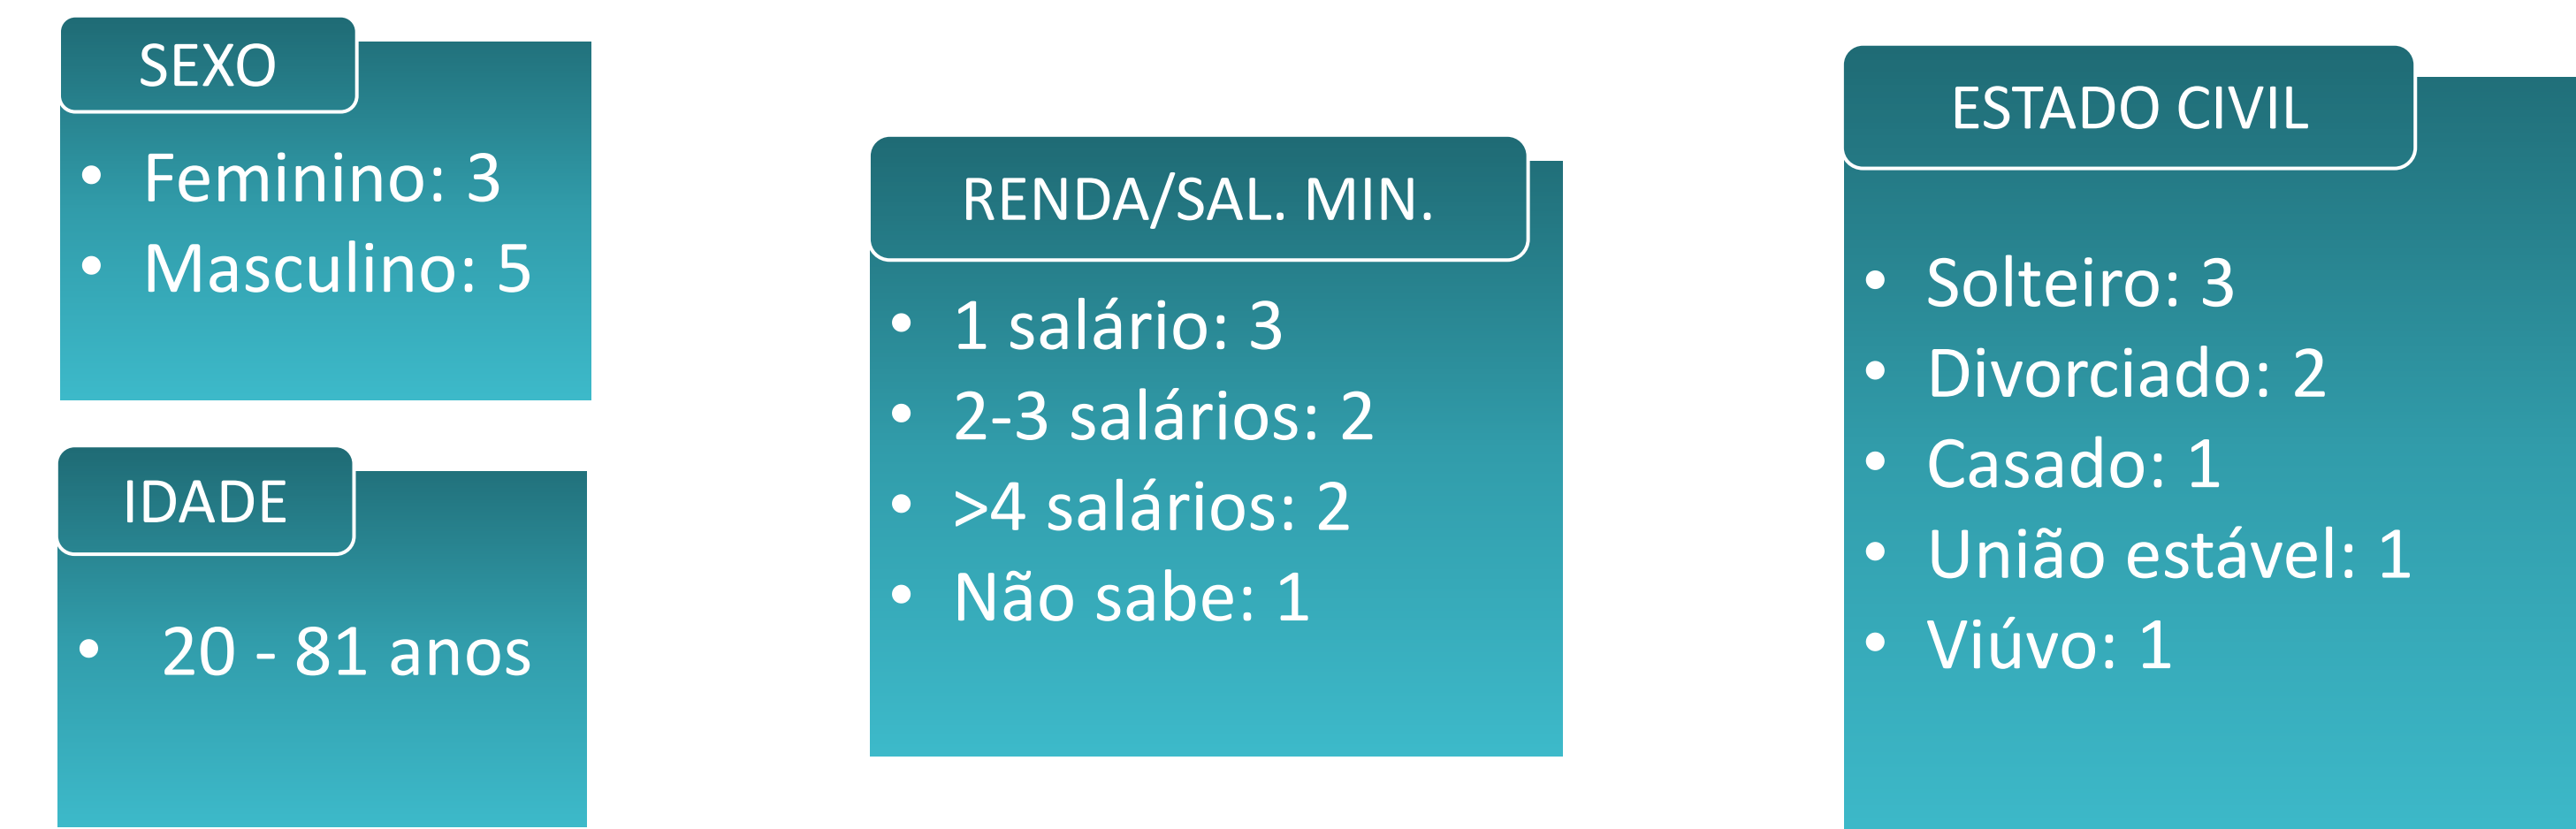 SEXO
• Feminino: 3
• Masculino: 5
IDADE
• 20 - 81 anos
RENDA/SAL. MIN.
• 1 salário: 3
• 2-3 salários: 2
• >4 salários: 2
• Não sabe: 1
ESTADO CIVIL
• Solteiro: 3
• Divorciado: 2
• Casado: 1
• União estável: 1
• Viúvo: 1